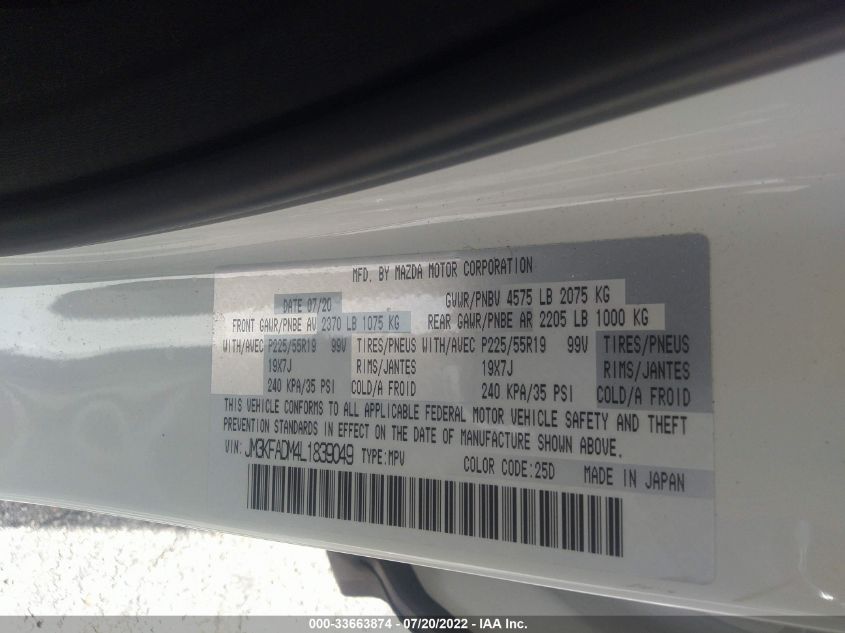 MFD. BY MAZDA MOTOR CORPORATION
DATE 07/20 GVWR/PNBV 4575 LB 2075 KG
FRONT GAWR/PNBE AV 2370 LB 1075 KG REAR GAWR/PNBE AR 2205 LB 1000 KG
WITH/AVEC P225/55R19 99V TIRES/PNEUS WITH/AVEC P225/55R19 99V TIRES/PNEUS
19X7J RIMS/JANTES 19X7J RIMS/JANTES
240 KPA/35 PSI COLD/A FROID 240 KPA/35 PSI COLD/A FROID
THIS VEHICLE CONFORMS TO ALL APPLICABLE FEDERAL MOTOR VEHICLE SAFETY AND THEFT
PREVENTION STANDARDS IN EFFECT ON THE DATE OF MANUFACTURE SHOWN ABOVE.
VIN: JM3KFADM4L1839049 TYPE:MPV COLOR CODE:25D MADE IN JAPAN
000-33663874 - 07/20/2022 - IAA Inc.